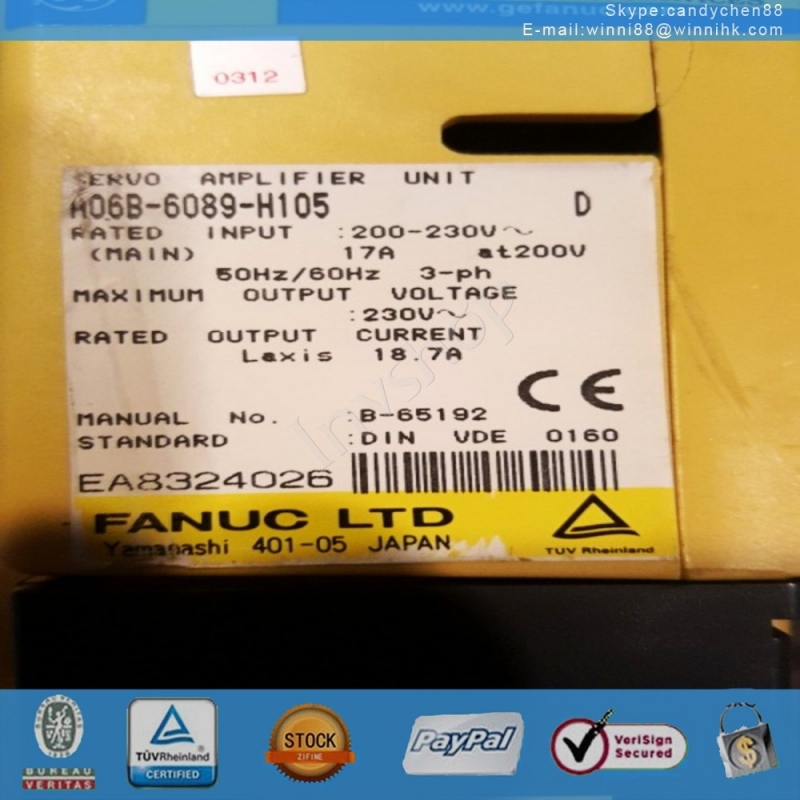 Skype:candychen88
E-mail:winni88@winnihk.com
0312
SERVO AMPLIFIER UNIT
A06B-6089-H105 D
RATED INPUT :200-230V~
(MAIN) 17A at200V
50Hz/60Hz 3-ph
MAXIMUM OUTPUT VOLTAGE
:230V~
RATED OUTPUT CURRENT
Laxis 18.7A
CE
MANUAL No. :B-65192
STANDARD :DIN VDE 0160
EA8324026
FANUC LTD
Yamanashi 401-05 JAPAN
TUV Rheinland
BUREAU
VERITAS
TÜVRheinland
CERTIFIED
STOCK
ZIFINE
PayPal
VeriSign
Secured
$